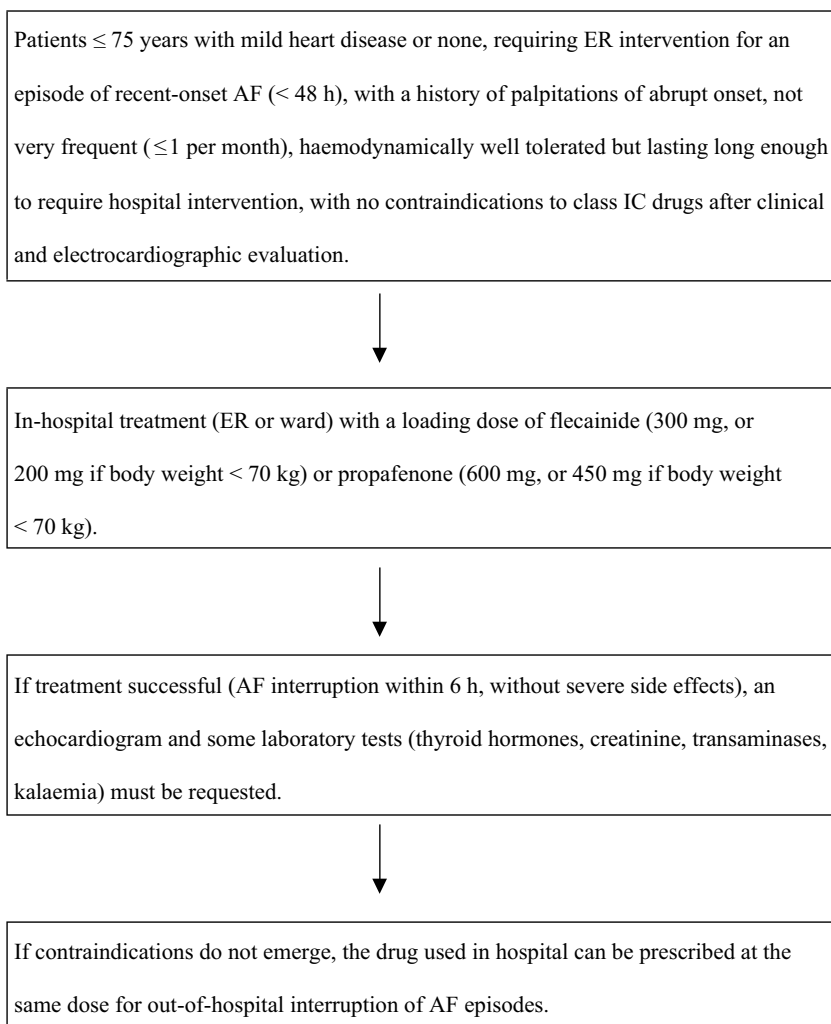 Patients ≤ 75 years with mild heart disease or none, requiring ER intervention for an
episode of recent-onset AF (< 48 h), with a history of palpitations of abrupt onset, not
very frequent (≤1 per month), haemodynamically well tolerated but lasting long enough
to require hospital intervention, with no contraindications to class IC drugs after clinical
and electrocardiographic evaluation.
In-hospital treatment (ER or ward) with a loading dose of flecainide (300 mg, or
200 mg if body weight < 70 kg) or propafenone (600 mg, or 450 mg if body weight
< 70 kg).
If treatment successful (AF interruption within 6 h, without severe side effects), an
echocardiogram and some laboratory tests (thyroid hormones, creatinine, transaminases,
kalaemia) must be requested.
If contraindications do not emerge, the drug used in hospital can be prescribed at the
same dose for out-of-hospital interruption of AF episodes.